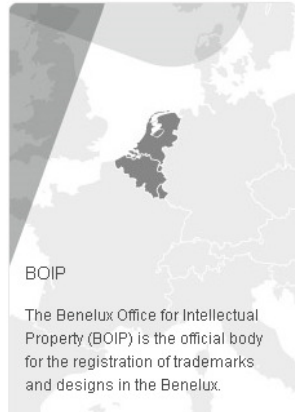 BOIP
The Benelux Office for Intellectual
Property (BOIP) is the official body
for the registration of trademarks
and designs in the Benelux.